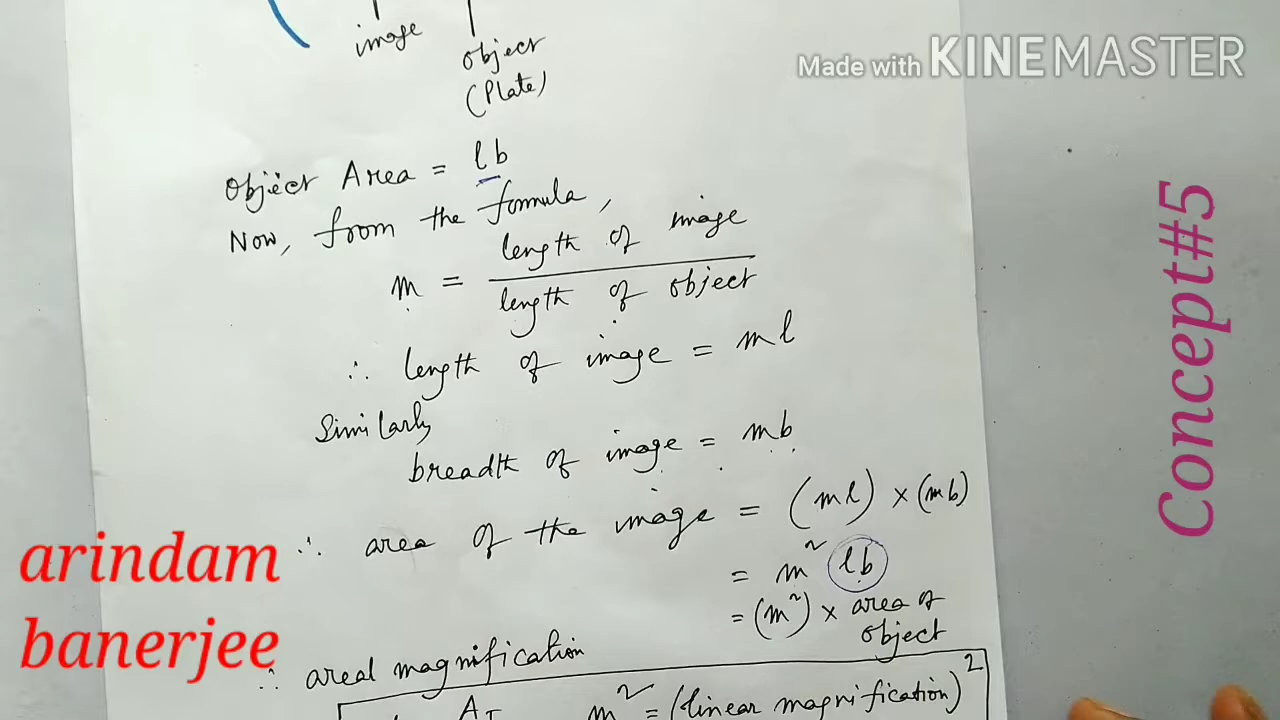 image
object
(Plate)
Made with KINEMASTER
Object Area = lb
Now, from the formula,
m = length of image / length of object
∴ length of image = ml
Similarly
breadth of image = mb
∴ area of the image = (ml) × (mb)
= m² lb
= (m²) × area of
object
∴ areal magnification
A_I m² = (linear magnification)²
Concept#5
arindam
banerjee